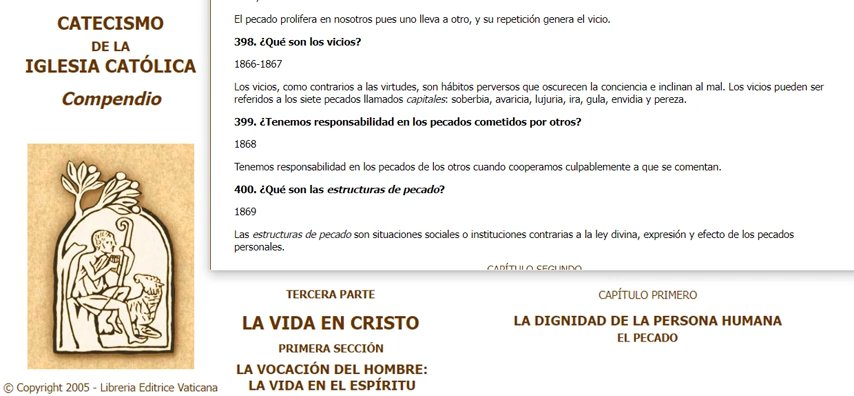 CATECISMO
DE LA
IGLESIA CATÓLICA
Compendio
© Copyright 2005 - Libreria Editrice Vaticana
El pecado prolifera en nosotros pues uno lleva a otro, y su repetición genera el vicio.
398. ¿Qué son los vicios?
1866-1867
Los vicios, como contrarios a las virtudes, son hábitos perversos que oscurecen la conciencia e inclinan al mal. Los vicios pueden ser
referidos a los siete pecados llamados capitales: soberbia, avaricia, lujuria, ira, gula, envidia y pereza.
399. ¿Tenemos responsabilidad en los pecados cometidos por otros?
1868
Tenemos responsabilidad en los pecados de los otros cuando cooperamos culpablemente a que se comentan.
400. ¿Qué son las estructuras de pecado?
1869
Las estructuras de pecado son situaciones sociales o instituciones contrarias a la ley divina, expresión y efecto de los pecados
personales.
CAPÍTULO SEGUNDO
TERCERA PARTE
LA VIDA EN CRISTO
PRIMERA SECCIÓN
LA VOCACIÓN DEL HOMBRE:
LA VIDA EN EL ESPÍRITU
CAPÍTULO PRIMERO
LA DIGNIDAD DE LA PERSONA HUMANA
EL PECADO